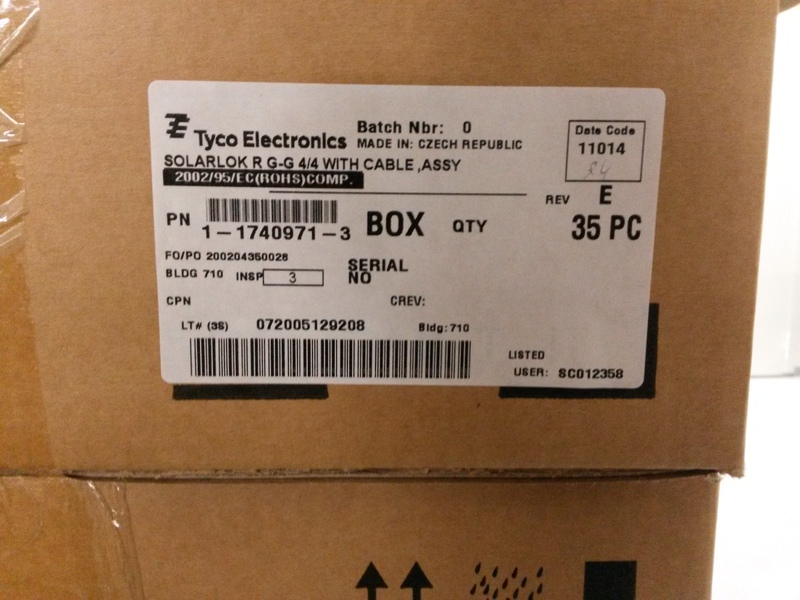 Tyco Electronics
Batch Nbr: 0
MADE IN: CZECH REPUBLIC
Date Code
11014
SOLARLOK R G-G 4/4 WITH CABLE ,ASSY
2002/95/EC(ROHS)COMP.
REV E
PN 1-1740971-3 BOX QTY 35 PC
FO/PO 200204350028
BLDG 710 INSP 3
SERIAL
NO
CPN CREV:
LT# (3S) 072005129208 Bldg:710
LISTED
USER: SC012358